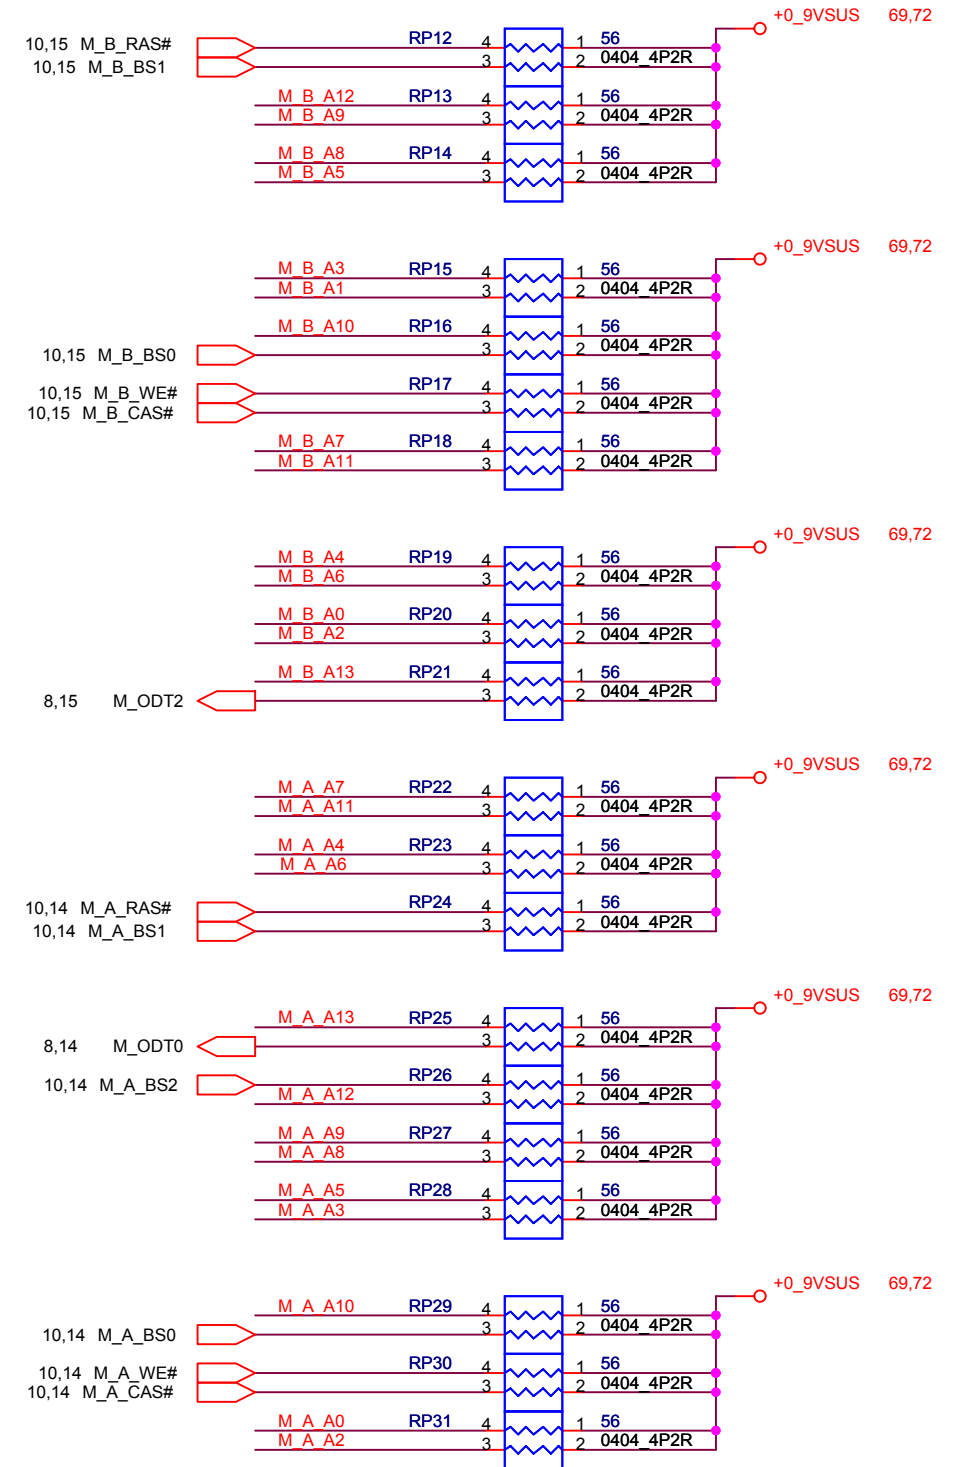 +0_9VSUS 69,72
10,15 M_B_RAS# RP12 4 1 56
10,15 M_B_BS1 3 2 0404_4P2R
M_B_A12 RP13 4 1 56
M_B_A9 3 2 0404_4P2R
M_B_A8 RP14 4 1 56
M_B_A5 3 2 0404_4P2R
+0_9VSUS 69,72
M_B_A3 RP15 4 1 56
M_B_A1 3 2 0404_4P2R
M_B_A10 RP16 4 1 56
10,15 M_B_BS0 3 2 0404_4P2R
10,15 M_B_WE# RP17 4 1 56
10,15 M_B_CAS# 3 2 0404_4P2R
M_B_A7 RP18 4 1 56
M_B_A11 3 2 0404_4P2R
+0_9VSUS 69,72
M_B_A4 RP19 4 1 56
M_B_A6 3 2 0404_4P2R
M_B_A0 RP20 4 1 56
M_B_A2 3 2 0404_4P2R
M_B_A13 RP21 4 1 56
8,15 M_ODT2 3 2 0404_4P2R
+0_9VSUS 69,72
M_A_A7 RP22 4 1 56
M_A_A11 3 2 0404_4P2R
M_A_A4 RP23 4 1 56
M_A_A6 3 2 0404_4P2R
10,14 M_A_RAS# RP24 4 1 56
10,14 M_A_BS1 3 2 0404_4P2R
+0_9VSUS 69,72
M_A_A13 RP25 4 1 56
8,14 M_ODT0 3 2 0404_4P2R
10,14 M_A_BS2 RP26 4 1 56
M_A_A12 3 2 0404_4P2R
M_A_A9 RP27 4 1 56
M_A_A8 3 2 0404_4P2R
M_A_A5 RP28 4 1 56
M_A_A3 3 2 0404_4P2R
+0_9VSUS 69,72
M_A_A10 RP29 4 1 56
10,14 M_A_BS0 3 2 0404_4P2R
10,14 M_A_WE# RP30 4 1 56
10,14 M_A_CAS# 3 2 0404_4P2R
M_A_A0 RP31 4 1 56
M_A_A2 3 2 0404_4P2R